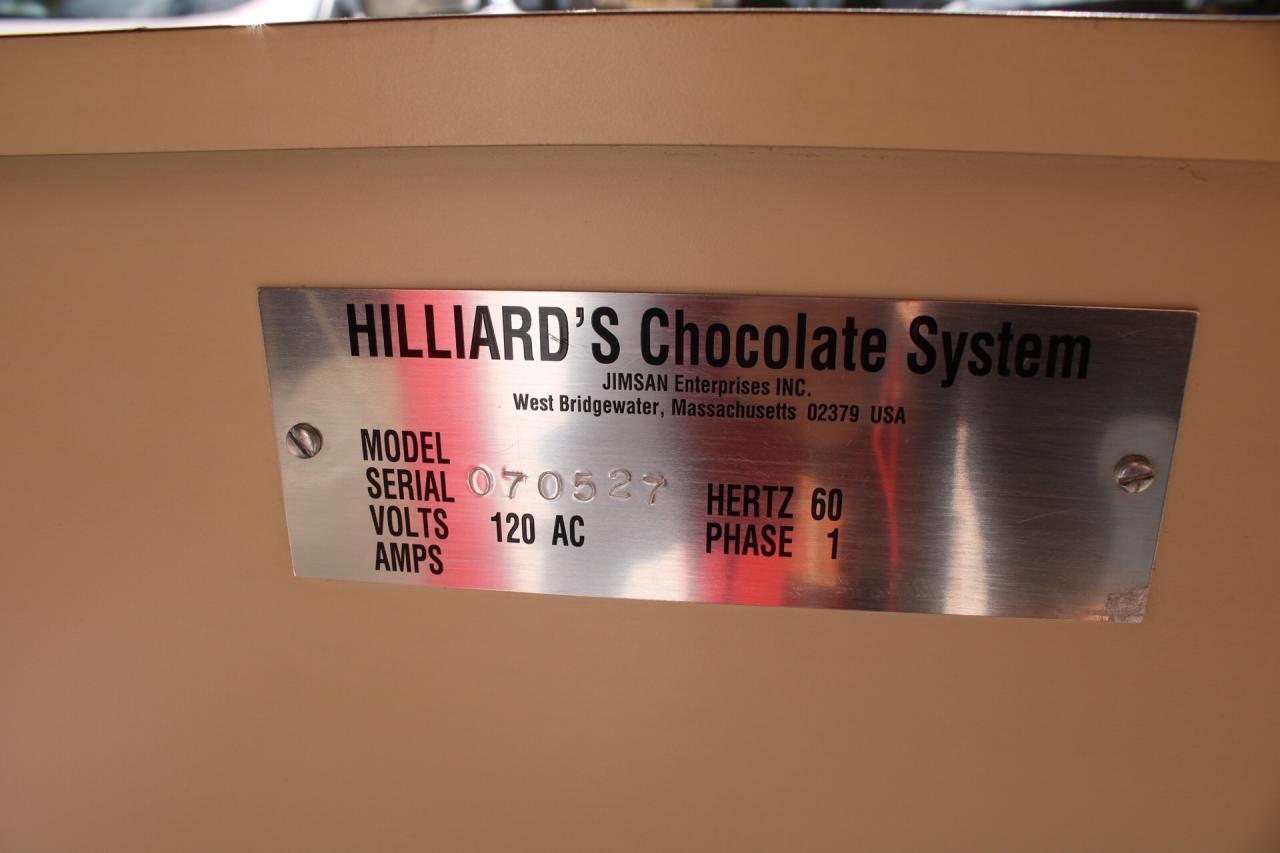 HILLIARD'S Chocolate System
JIMSAN Enterprises INC.
West Bridgewater, Massachusetts 02379 USA
MODEL
SERIAL 070527 HERTZ 60
VOLTS 120 AC PHASE 1
AMPS